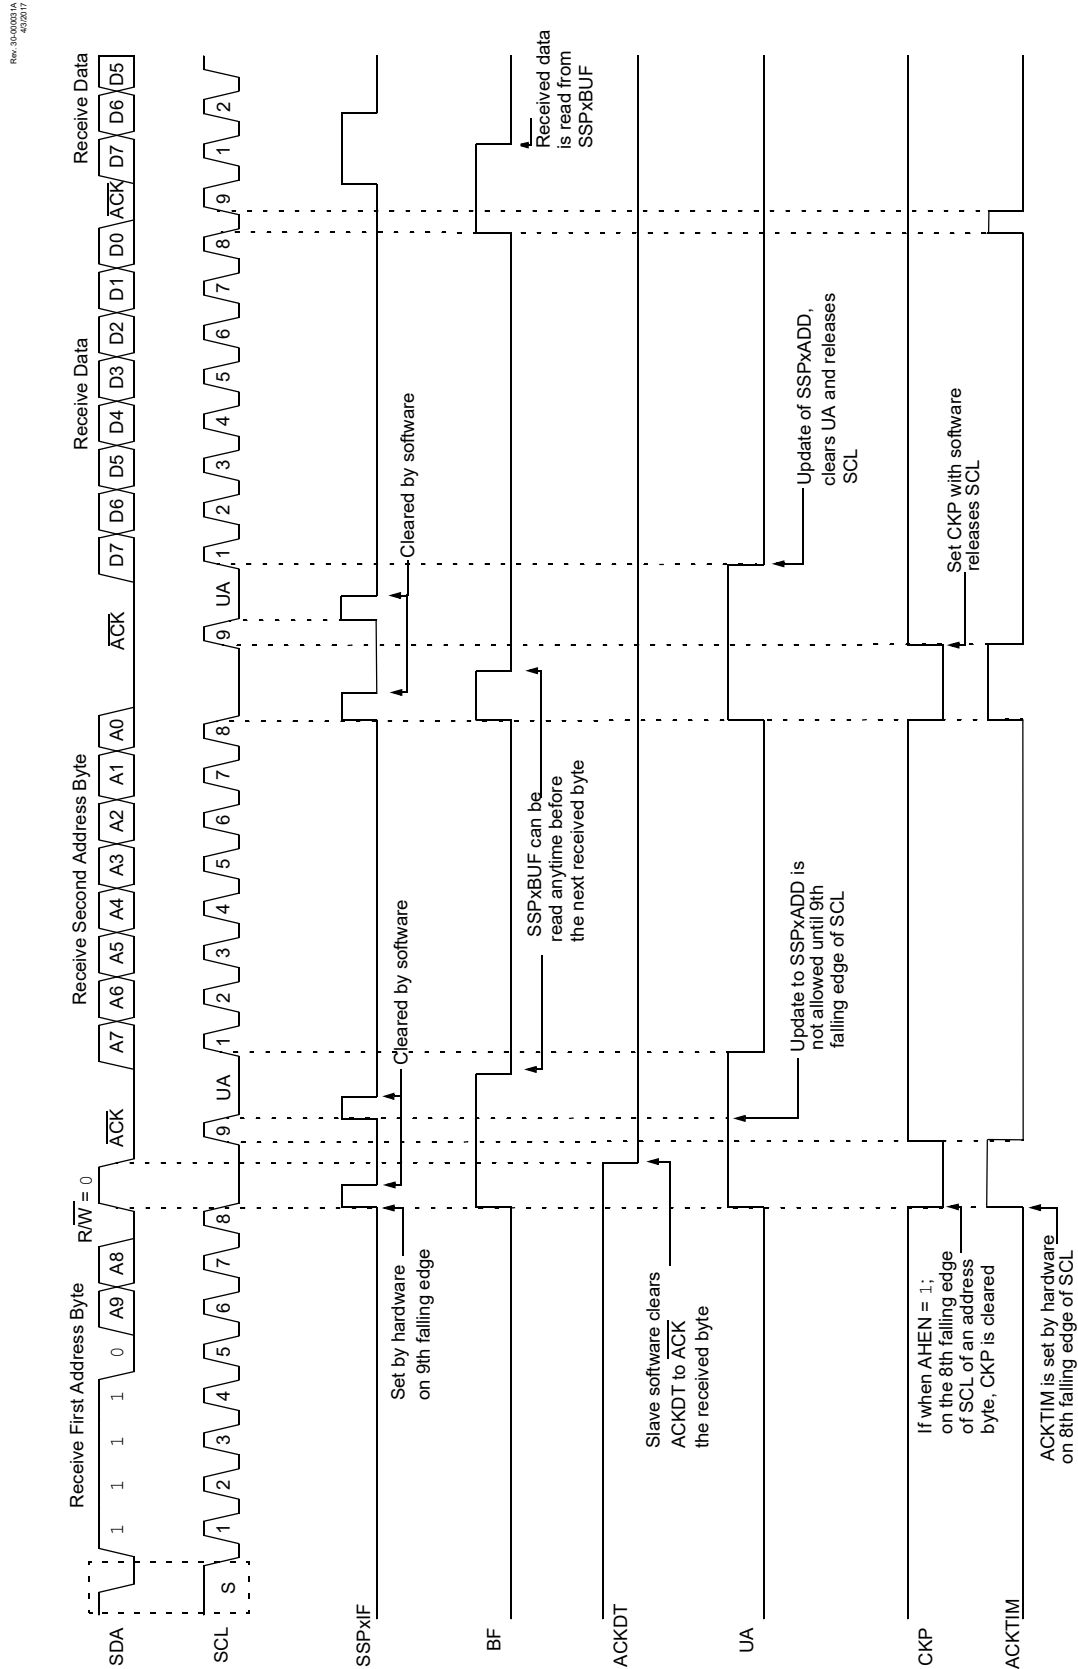 Rev. 30-000031A
4/3/2017
Receive First Address Byte
R/W = 0
Receive Second Address Byte
Receive Data
Receive Data
SDA
1 1 1 1 0 A9 A8 ACK A7 A6 A5 A4 A3 A2 A1 A0 ACK D7 D6 D5 D4 D3 D2 D1 D0 ACK D7 D6 D5
SCL
S 1 2 3 4 5 6 7 8 9 UA 1 2 3 4 5 6 7 8 9 UA 1 2 3 4 5 6 7 8 9 1 2
SSPxIF
Set by hardware
on 9th falling edge
Cleared by software
Cleared by software
BF
SSPxBUF can be
read anytime before
the next received byte
Received data
is read from
SSPxBUF
ACKDT
Slave software clears
ACKDT to ACK
the received byte
UA
Update to SSPxADD is
not allowed until 9th
falling edge of SCL
Update of SSPxADD,
clears UA and releases
SCL
CKP
If when AHEN = 1;
on the 8th falling edge
of SCL of an address
byte, CKP is cleared
Set CKP with software
releases SCL
ACKTIM
ACKTIM is set by hardware
on 8th falling edge of SCL